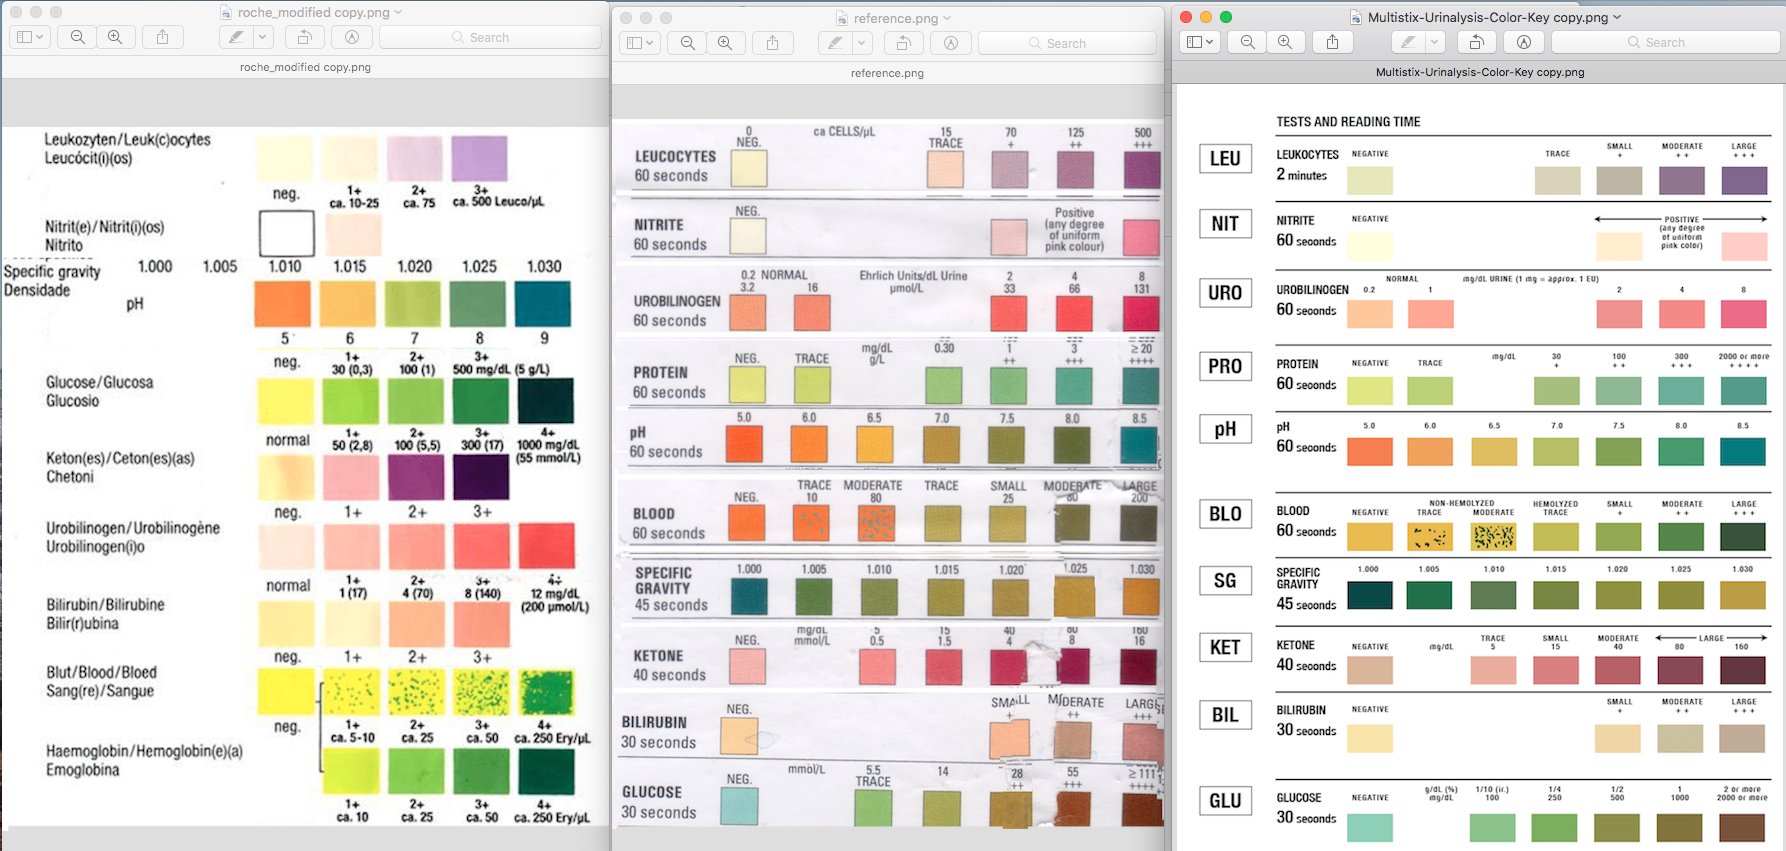 roche_modified copy.png
Search
roche_modified copy.png
Leukozyten/Leuk(c)ocytes
Leucócit(i)(os)
neg.
1+
ca. 10-25
2+
ca. 75
3+
ca. 500 Leuco/µL
Nitrit(e)/Nitrit(i)(os)
Nitrito
Specific gravity
Densidade
1.000 1.005 1.010 1.015 1.020 1.025 1.030
pH
5 6 7 8 9
neg.
1+
30 (0,3)
2+
100 (1)
3+
500 mg/dL (5 g/L)
Glucose/Glucosa
Glucosio
normal
1+
50 (2,8)
2+
100 (5,5)
3+
300 (17)
4+
1000 mg/dL
(55 mmol/L)
Keton(es)/Ceton(es)(as)
Chetoni
neg. 1+ 2+ 3+
Urobilinogen/Urobilinogène
Urobilinogen(i)o
normal
1+
1 (17)
2+
4 (70)
3+
8 (140)
4+
12 mg/dL
(200 µmol/L)
Bilirubin/Bilirubine
Bilir(r)ubina
neg. 1+ 2+ 3+
Blut/Blood/Bloed
Sang(re)/Sangue
neg.
1+
ca. 5-10
2+
ca. 25
3+
ca. 50
4+
ca. 250 Ery/µL
Haemoglobin/Hemoglobin(e)(a)
Emoglobina
1+
ca. 10
2+
ca. 25
3+
ca. 50
4+
ca. 250 Ery/µL
reference.png
Search
reference.png
0 ca CELLS/µL 15 70 125 500
NEG. TRACE + ++ +++
LEUCOCYTES
60 seconds
NEG.
NITRITE
60 seconds
Positive
(any degree
of uniform
pink colour)
0.2 NORMAL Ehrlich Units/dL Urine 2 4 8
3.2 16 µmol/L 33 66 131
UROBILINOGEN
60 seconds
mg/dL 0.30 1 3 ≥ 20
NEG. TRACE g/L ++ +++ ++++
PROTEIN
60 seconds
5.0 6.0 6.5 7.0 7.5 8.0 8.5
pH
60 seconds
TRACE MODERATE TRACE SMALL MODERATE LARGE
NEG. 10 80 25 80 200
BLOOD
60 seconds
1.000 1.005 1.010 1.015 1.020 1.025 1.030
SPECIFIC
GRAVITY
45 seconds
mg/dL 5 15 40 80 160
NEG. mmol/L 0.5 1.5 4 8 16
KETONE
40 seconds
NEG. SMALL MODERATE LARGE
+ ++ +++
BILIRUBIN
30 seconds
mmol/L 5.5 14 28 55 ≥ 111
NEG. TRACE ++ +++ ++++
GLUCOSE
30 seconds
Multistix-Urinalysis-Color-Key copy.png
Search
Multistix-Urinalysis-Color-Key copy.png
TESTS AND READING TIME
LEU
LEUKOCYTES
2 minutes
NEGATIVE TRACE SMALL MODERATE LARGE
+ + + + + +
NIT
NITRITE
60 seconds
NEGATIVE
POSITIVE
(any degree
of uniform
pink color)
URO
UROBILINOGEN
60 seconds
NORMAL mg/dL URINE (1 mg = approx. 1 EU)
0.2 1 2 4 8
PRO
PROTEIN
60 seconds
NEGATIVE TRACE mg/dL 30 100 300 2000 or more
+ + + + + + + + + +
pH
pH
60 seconds
5.0 6.0 6.5 7.0 7.5 8.0 8.5
BLO
BLOOD
60 seconds
NON-HEMOLYZED HEMOLYZED SMALL MODERATE LARGE
NEGATIVE TRACE MODERATE TRACE + + + + + +
SG
SPECIFIC
GRAVITY
45 seconds
1.000 1.005 1.010 1.015 1.020 1.025 1.030
KET
KETONE
40 seconds
NEGATIVE mg/dL TRACE SMALL MODERATE LARGE
5 15 40 80 160
BIL
BILIRUBIN
30 seconds
NEGATIVE SMALL MODERATE LARGE
+ + + + + +
GLU
GLUCOSE
30 seconds
NEGATIVE g/dL (%) 1/10 (tr.) 1/4 1/2 1 2 or more
mg/dL 100 250 500 1000 2000 or more